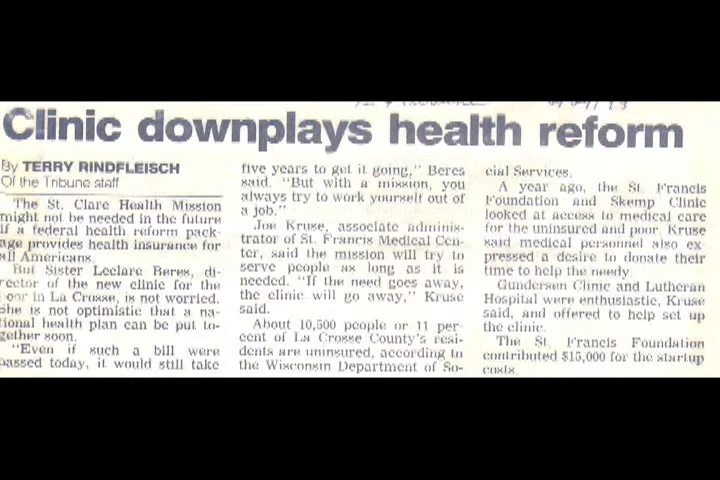 Clinic downplays health reform
By TERRY RINDFLEISCH
Of the Tribune staff
The St. Clare Health Mission
might not be needed in the future
if a federal health reform pack-
age provides health insurance for
all Americans.
But Sister Leclare Beres, di-
rector of the new clinic for the
poor in La Crosse, is not worried.
She is not optimistic that a na-
tional health plan can be put to-
gether soon.
"Even if such a bill were
passed today, it would still take
five years to get it going," Beres
said. "But with a mission, you
always try to work yourself out of
a job."
Joe Kruse, associate adminis-
trator of St. Francis Medical Cen-
ter, said the mission will try to
serve people as long as it is
needed. "If the need goes away,
the clinic will go away," Kruse
said.
About 10,500 people or 11 per-
cent of La Crosse County's resi-
dents are uninsured, according to
the Wisconsin Department of So-
cial Services.
A year ago, the St. Francis
Foundation and Skemp Clinic
looked at access to medical care
for the uninsured and poor, Kruse
said medical personnel also ex-
pressed a desire to donate their
time to help the needy.
Gundersen Clinic and Lutheran
Hospital were enthusiastic, Kruse
said, and offered to help set up
the clinic.
The St. Francis Foundation
contributed $15,000 for the startup
costs.